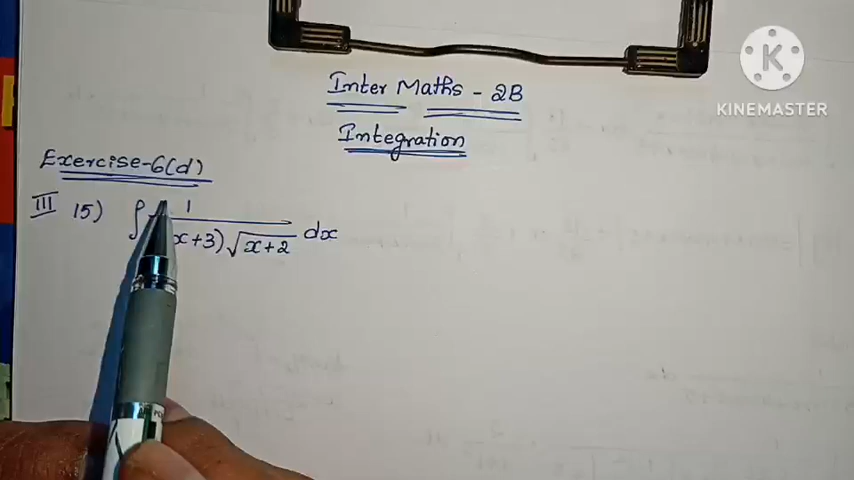 KINEMASTER
Inter Maths - 2B
Integration
Exercise-6(d)
III 15) ∫ 1
x+3)√x+2 dx